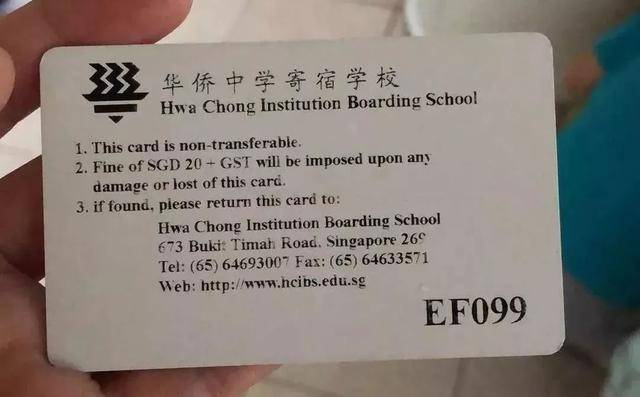 华侨中学寄宿学校
Hwa Chong Institution Boarding School
1. This card is non-transferable.
2. Fine of SGD 20 + GST will be imposed upon any
damage or lost of this card.
3. if found, please return this card to:
Hwa Chong Institution Boarding School
673 Bukit Timah Road, Singapore
Tel: (65) 64693007 Fax: (65) 64633571
Web: http://www.hcibs.edu.sg
EF099